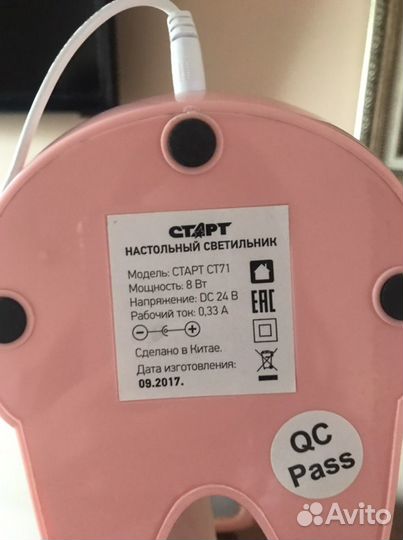 СТАРТ
НАСТОЛЬНЫЙ СВЕТИЛЬНИК
Модель: СТАРТ СТ71
Мощность: 8 Вт
Напряжение: DC 24 В
Рабочий ток: 0,33 А
EAC
Сделано в Китае.
Дата изготовления:
09.2017.
QC
Pass
Avito